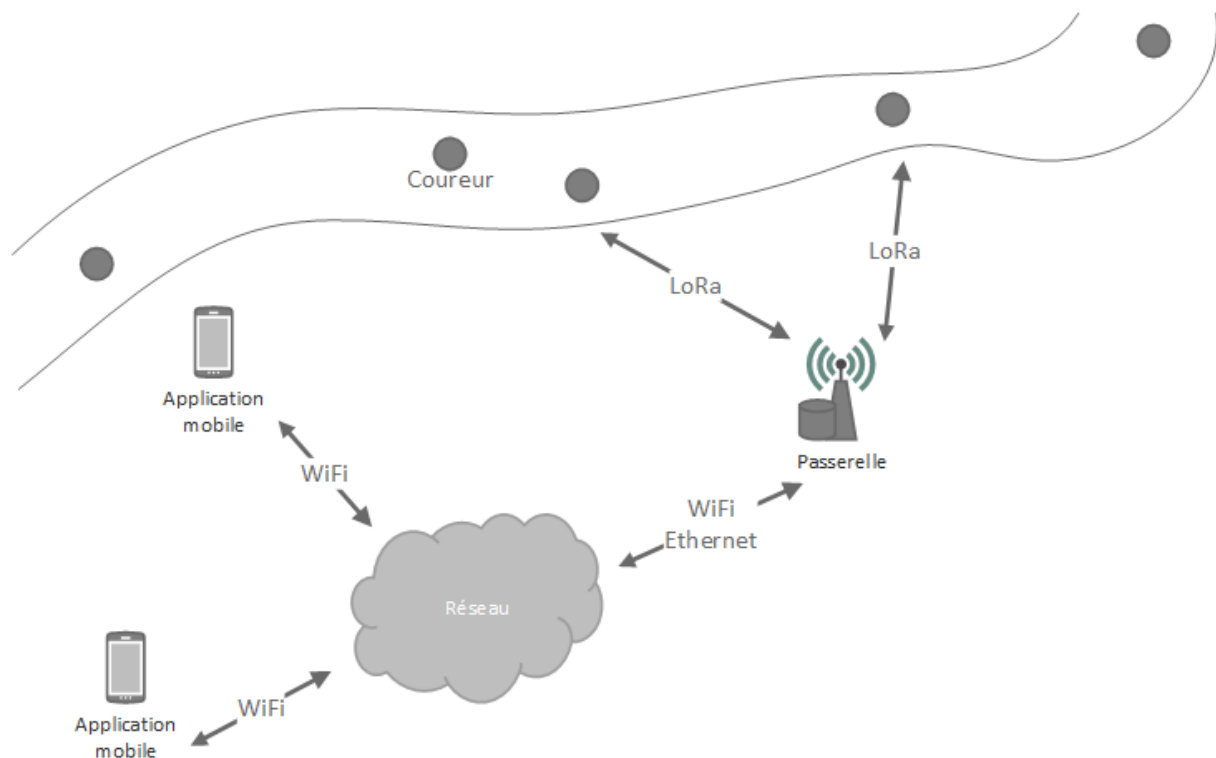 Coureur
LoRa
LoRa
Application
mobile
Passerelle
WiFi
WiFi
Ethernet
Réseau
Application
mobile
WiFi